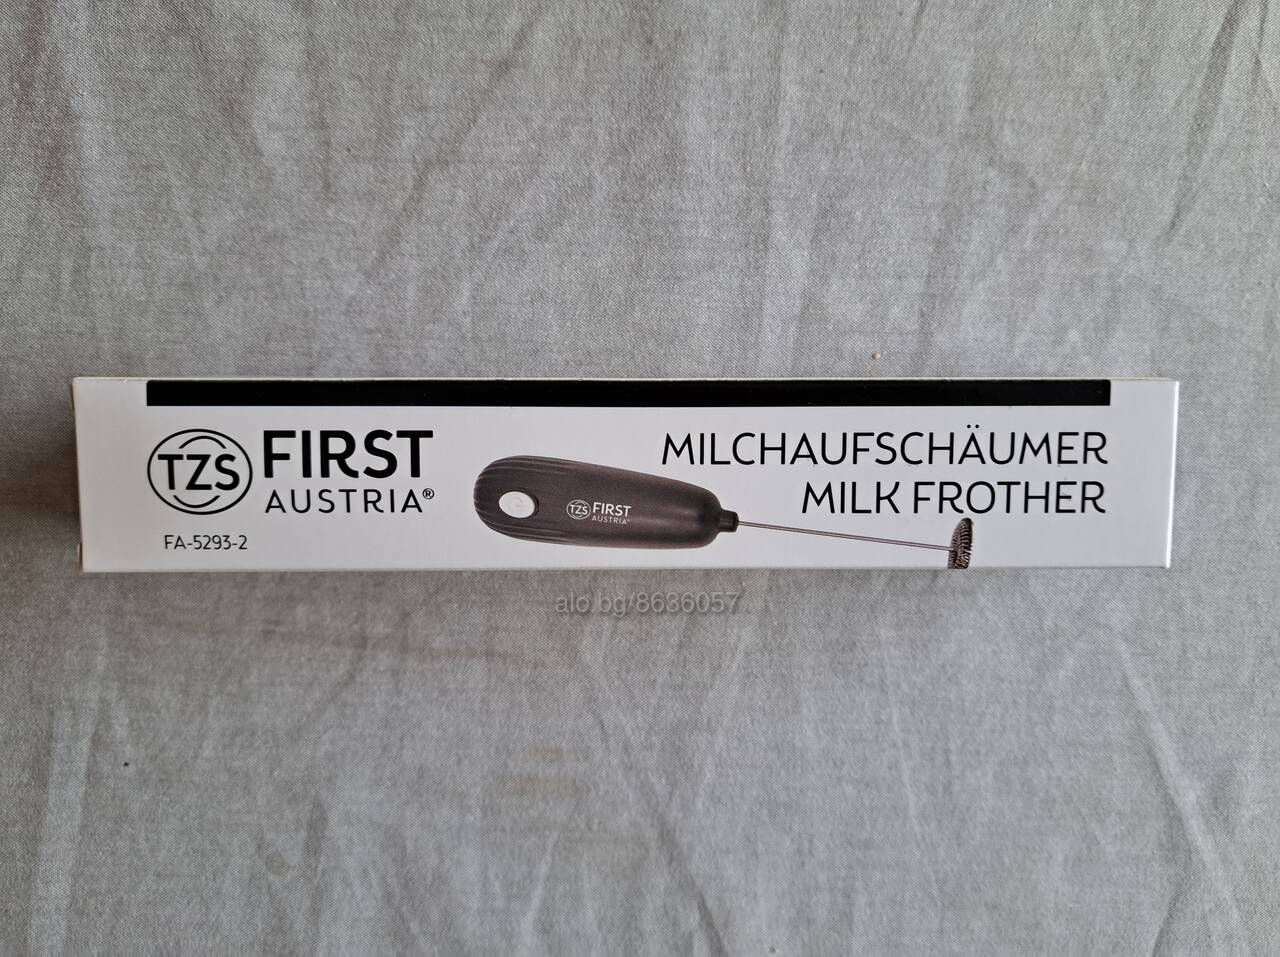 TZS FIRST
AUSTRIA®
FA-5293-2
MILCHAUFSCHÄUMER
MILK FROTHER
TZS FIRST
AUSTRIA®
alo.bg/8636057